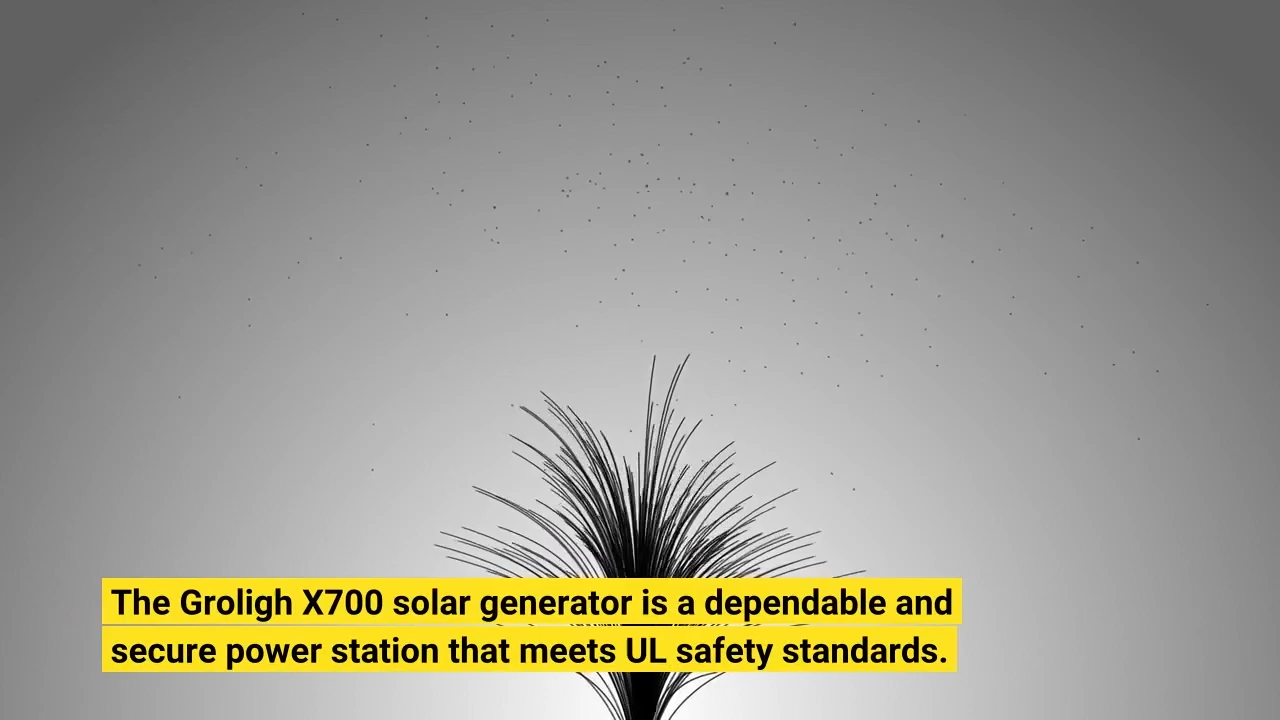 The Groligh X700 solar generator is a dependable and
secure power station that meets UL safety standards.